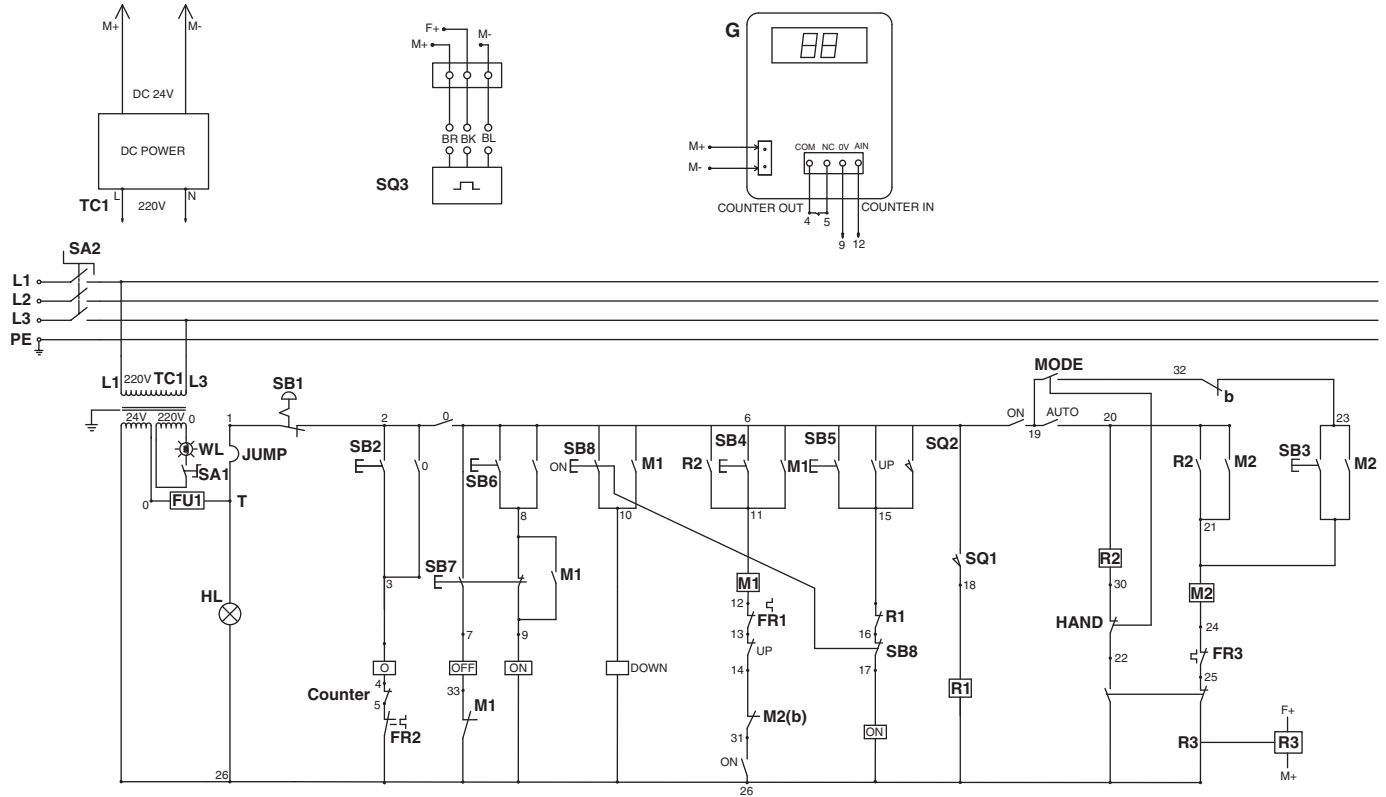 M+ M-
DC 24V
DC POWER
L N
TC1 220V
F+
M+ M-
BR BK BL
SQ3
G
M+
M-
COM NC 0V AIN
COUNTER OUT COUNTER IN
4 5
9 12
SA2
L1
L2
L3
PE
L1 220V TC1 L3
24V 220V 0
WL
SA1
0 FU1 T
1
JUMP
HL
26
SB1
2
SB2
0
3
O
4
Counter
5
FR2
0
SB7
7
OFF
33
M1
SB6
8
M1
9
ON
SB8
ON
M1
10
DOWN
6
R2 SB4 M1
11
M1
12
FR1
13
UP
14
M2(b)
31
ON
26
SB5
UP
SQ2
15
R1
16
SB8
17
ON
SQ1
18
R1
MODE
32
b
ON AUTO
19
20
23
R2
30
HAND
22
R2 M2
21
M2
24
FR3
25
R3
SB3 M2
F+
R3
M+